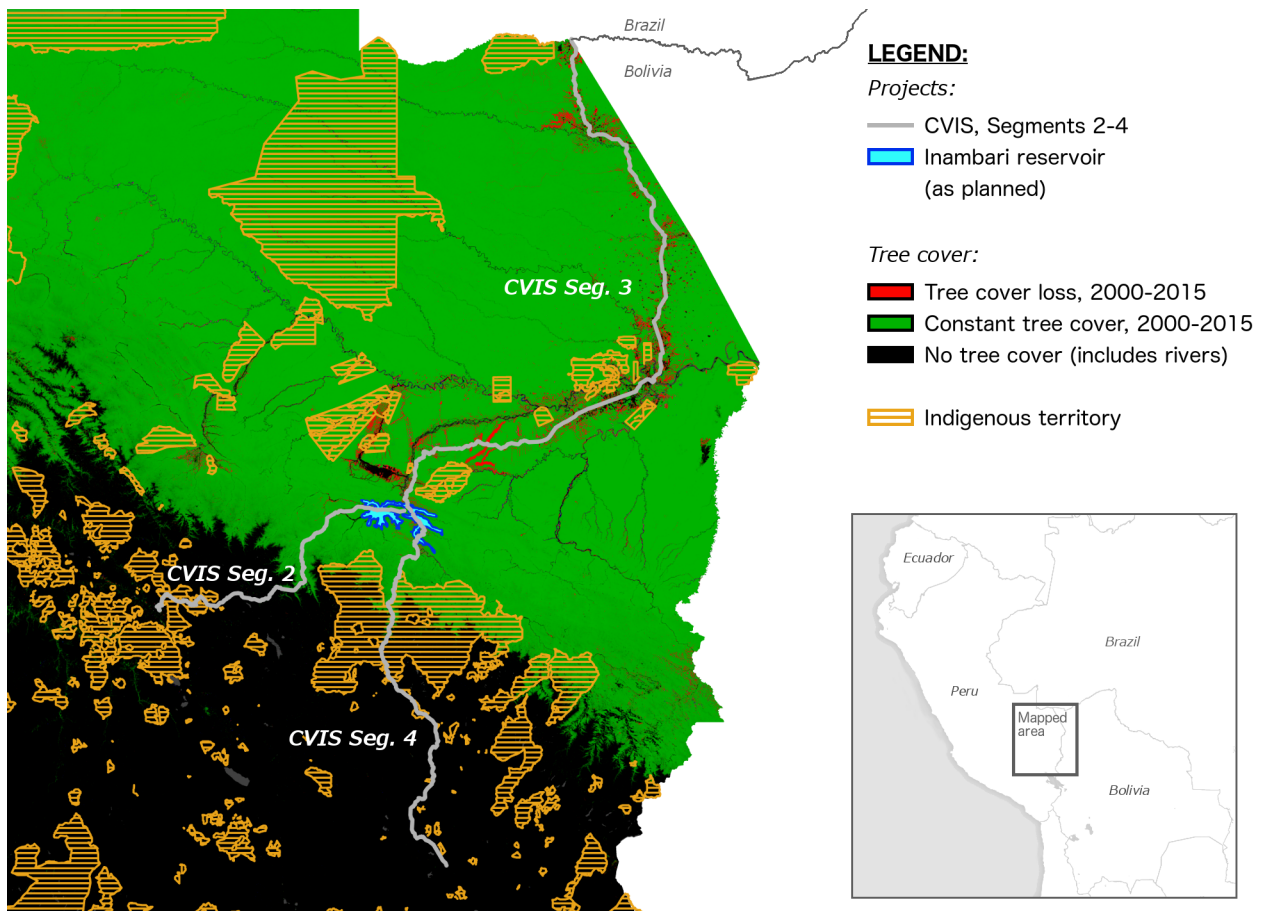 Brazil
Bolivia
CVIS Seg. 3
CVIS Seg. 2
CVIS Seg. 4
LEGEND:
Projects:
CVIS, Segments 2-4
Inambari reservoir
(as planned)
Tree cover:
Tree cover loss, 2000-2015
Constant tree cover, 2000-2015
No tree cover (includes rivers)
Indigenous territory
Ecuador
Brazil
Peru
Mapped
area
Bolivia